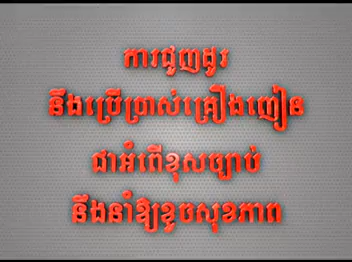 ការជួញដូរ
នឹងប្រើប្រាស់គ្រឿងញៀន
ជាអំពើខុសច្បាប់
នឹងនាំឱ្យខូចសុខភាព